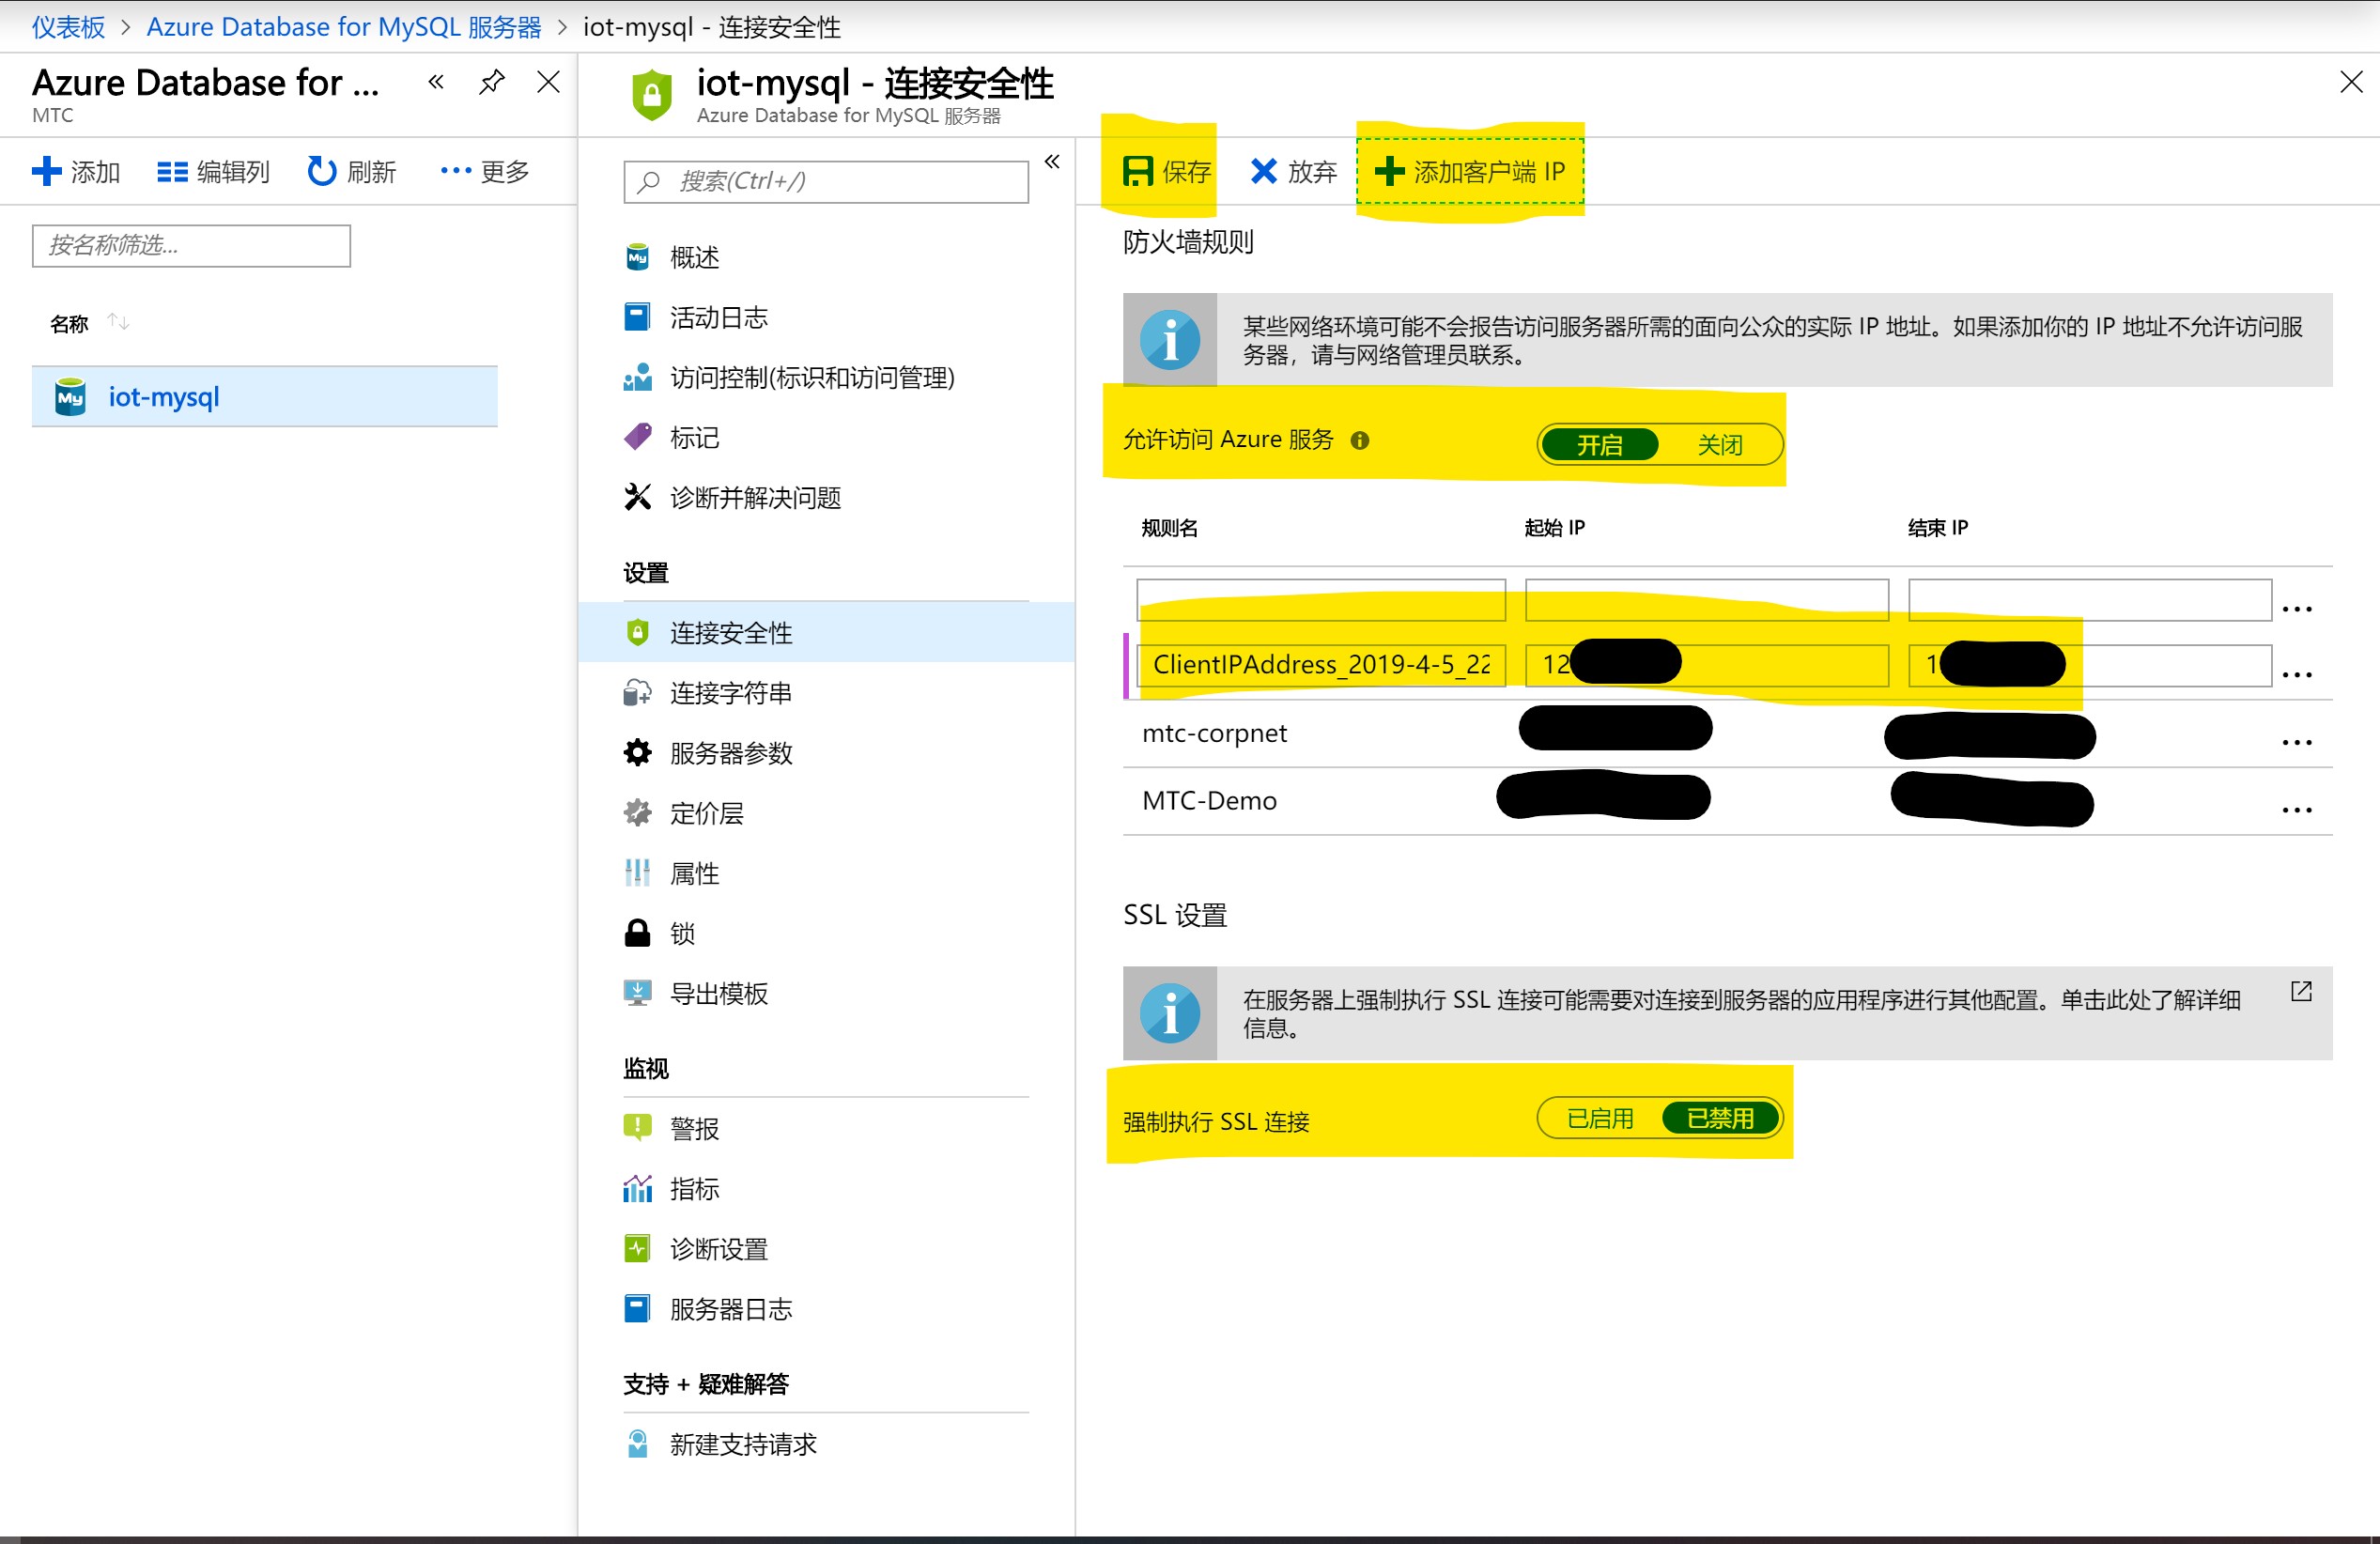 仪表板 > Azure Database for MySQL 服务器 > iot-mysql - 连接安全性
Azure Database for ...
MTC
添加
编辑列
刷新
更多
按名称筛选...
名称
iot-mysql
iot-mysql - 连接安全性
Azure Database for MySQL 服务器
搜索(Ctrl+/)
概述
活动日志
访问控制(标识和访问管理)
标记
诊断并解决问题
设置
连接安全性
连接字符串
服务器参数
定价层
属性
锁
导出模板
监视
警报
指标
诊断设置
服务器日志
支持 + 疑难解答
新建支持请求
保存
放弃
添加客户端 IP
防火墙规则
某些网络环境可能不会报告访问服务器所需的面向公众的实际 IP 地址。如果添加你的 IP 地址不允许访问服
务器，请与网络管理员联系。
允许访问 Azure 服务
开启
关闭
规则名
起始 IP
结束 IP
ClientIPAddress_2019-4-5_22
12
1
mtc-corpnet
MTC-Demo
SSL 设置
在服务器上强制执行 SSL 连接可能需要对连接到服务器的应用程序进行其他配置。单击此处了解详细
信息。
强制执行 SSL 连接
已启用
已禁用